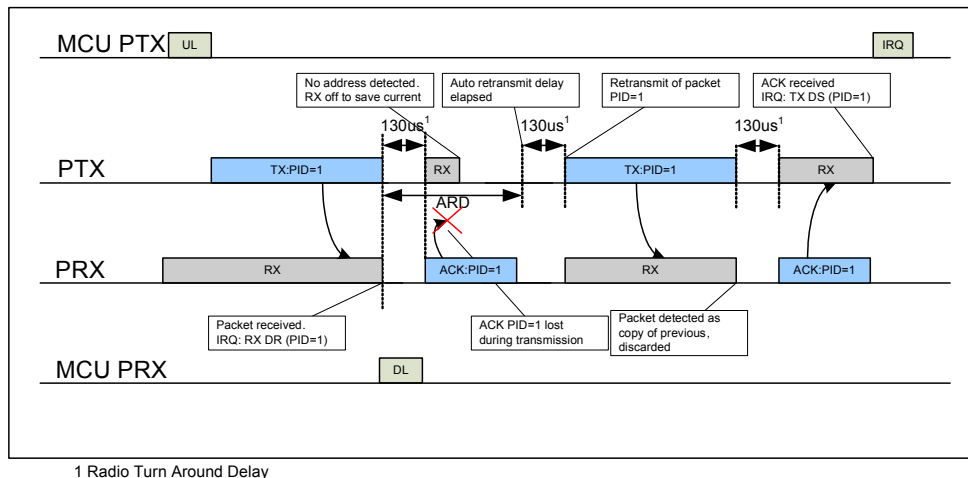 MCU PTX
UL
IRQ
No address detected.
RX off to save current
Auto retransmit delay
elapsed
Retransmit of packet
PID=1
ACK received
IRQ: TX DS (PID=1)
130us1
130us1
130us1
PTX
TX:PID=1
RX
TX:PID=1
RX
ARD
PRX
RX
ACK:PID=1
RX
ACK:PID=1
Packet received.
IRQ: RX DR (PID=1)
ACK PID=1 lost
during transmission
Packet detected as
copy of previous,
discarded
MCU PRX
DL
1 Radio Turn Around Delay